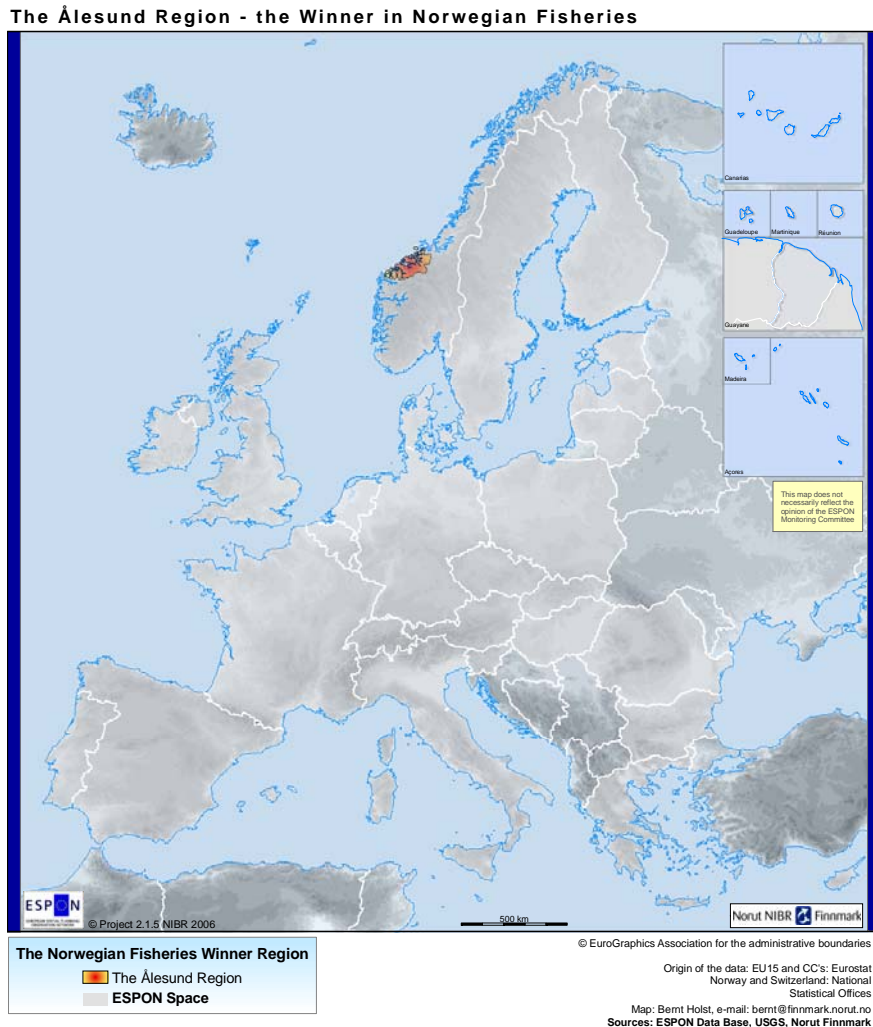 The Ålesund Region - the Winner in Norwegian Fisheries
Canarias
Guadeloupe
Martinique
Réunion
Guayane
Madeira
Açores
This map does not
necessarily reflect the
opinion of the ESPON
Monitoring Committee
ESPON
© Project 2.1.5 NIBR 2006
500 km
Norut NIBR Finnmark
The Norwegian Fisheries Winner Region
The Ålesund Region
ESPON Space
© EuroGraphics Association for the administrative boundaries
Origin of the data: EU15 and CC's: Eurostat
Norway and Switzerland: National
Statistical Offices
Map: Bernt Holst, e-mail: bernt@finnmark.norut.no
Sources: ESPON Data Base, USGS, Norut Finnmark